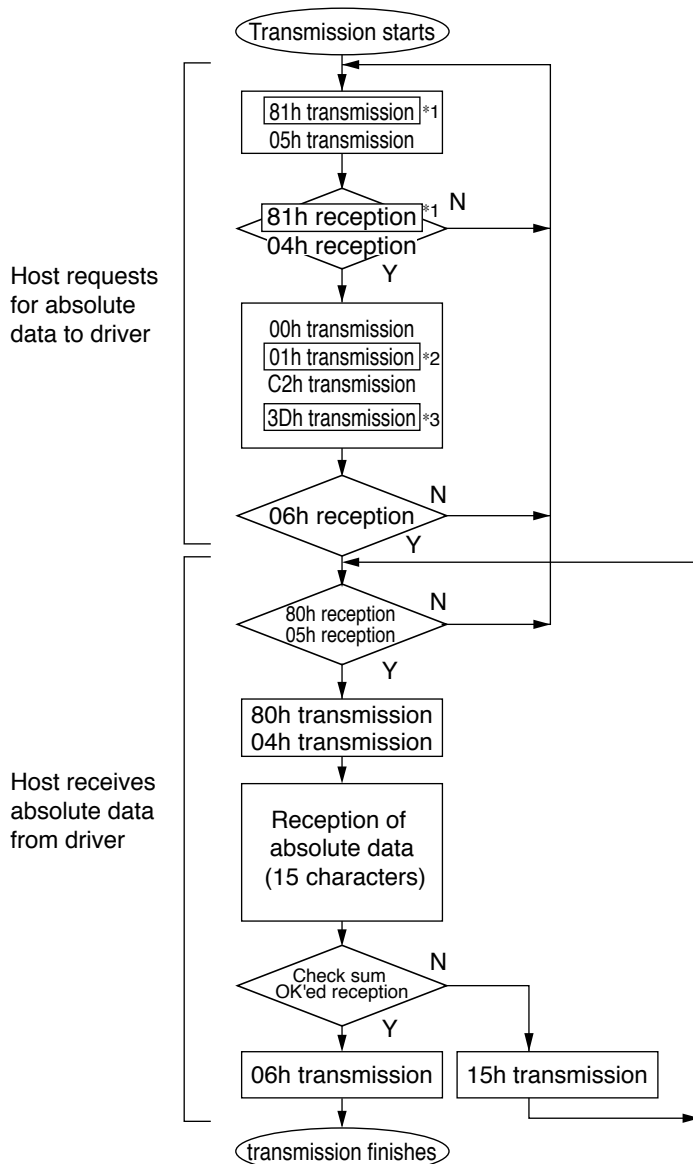 Transmission starts
81h transmission *1
05h transmission
81h reception *1
N
04h reception
Y
Host requests
for absolute
data to driver
00h transmission
01h transmission *2
C2h transmission
3Dh transmission *3
N
06h reception
Y
N
80h reception
05h reception
Y
80h transmission
04h transmission
Host receives
absolute data
from driver
Reception of
absolute data
(15 characters)
N
Check sum
OK'ed reception
Y
06h transmission
15h transmission
transmission finishes